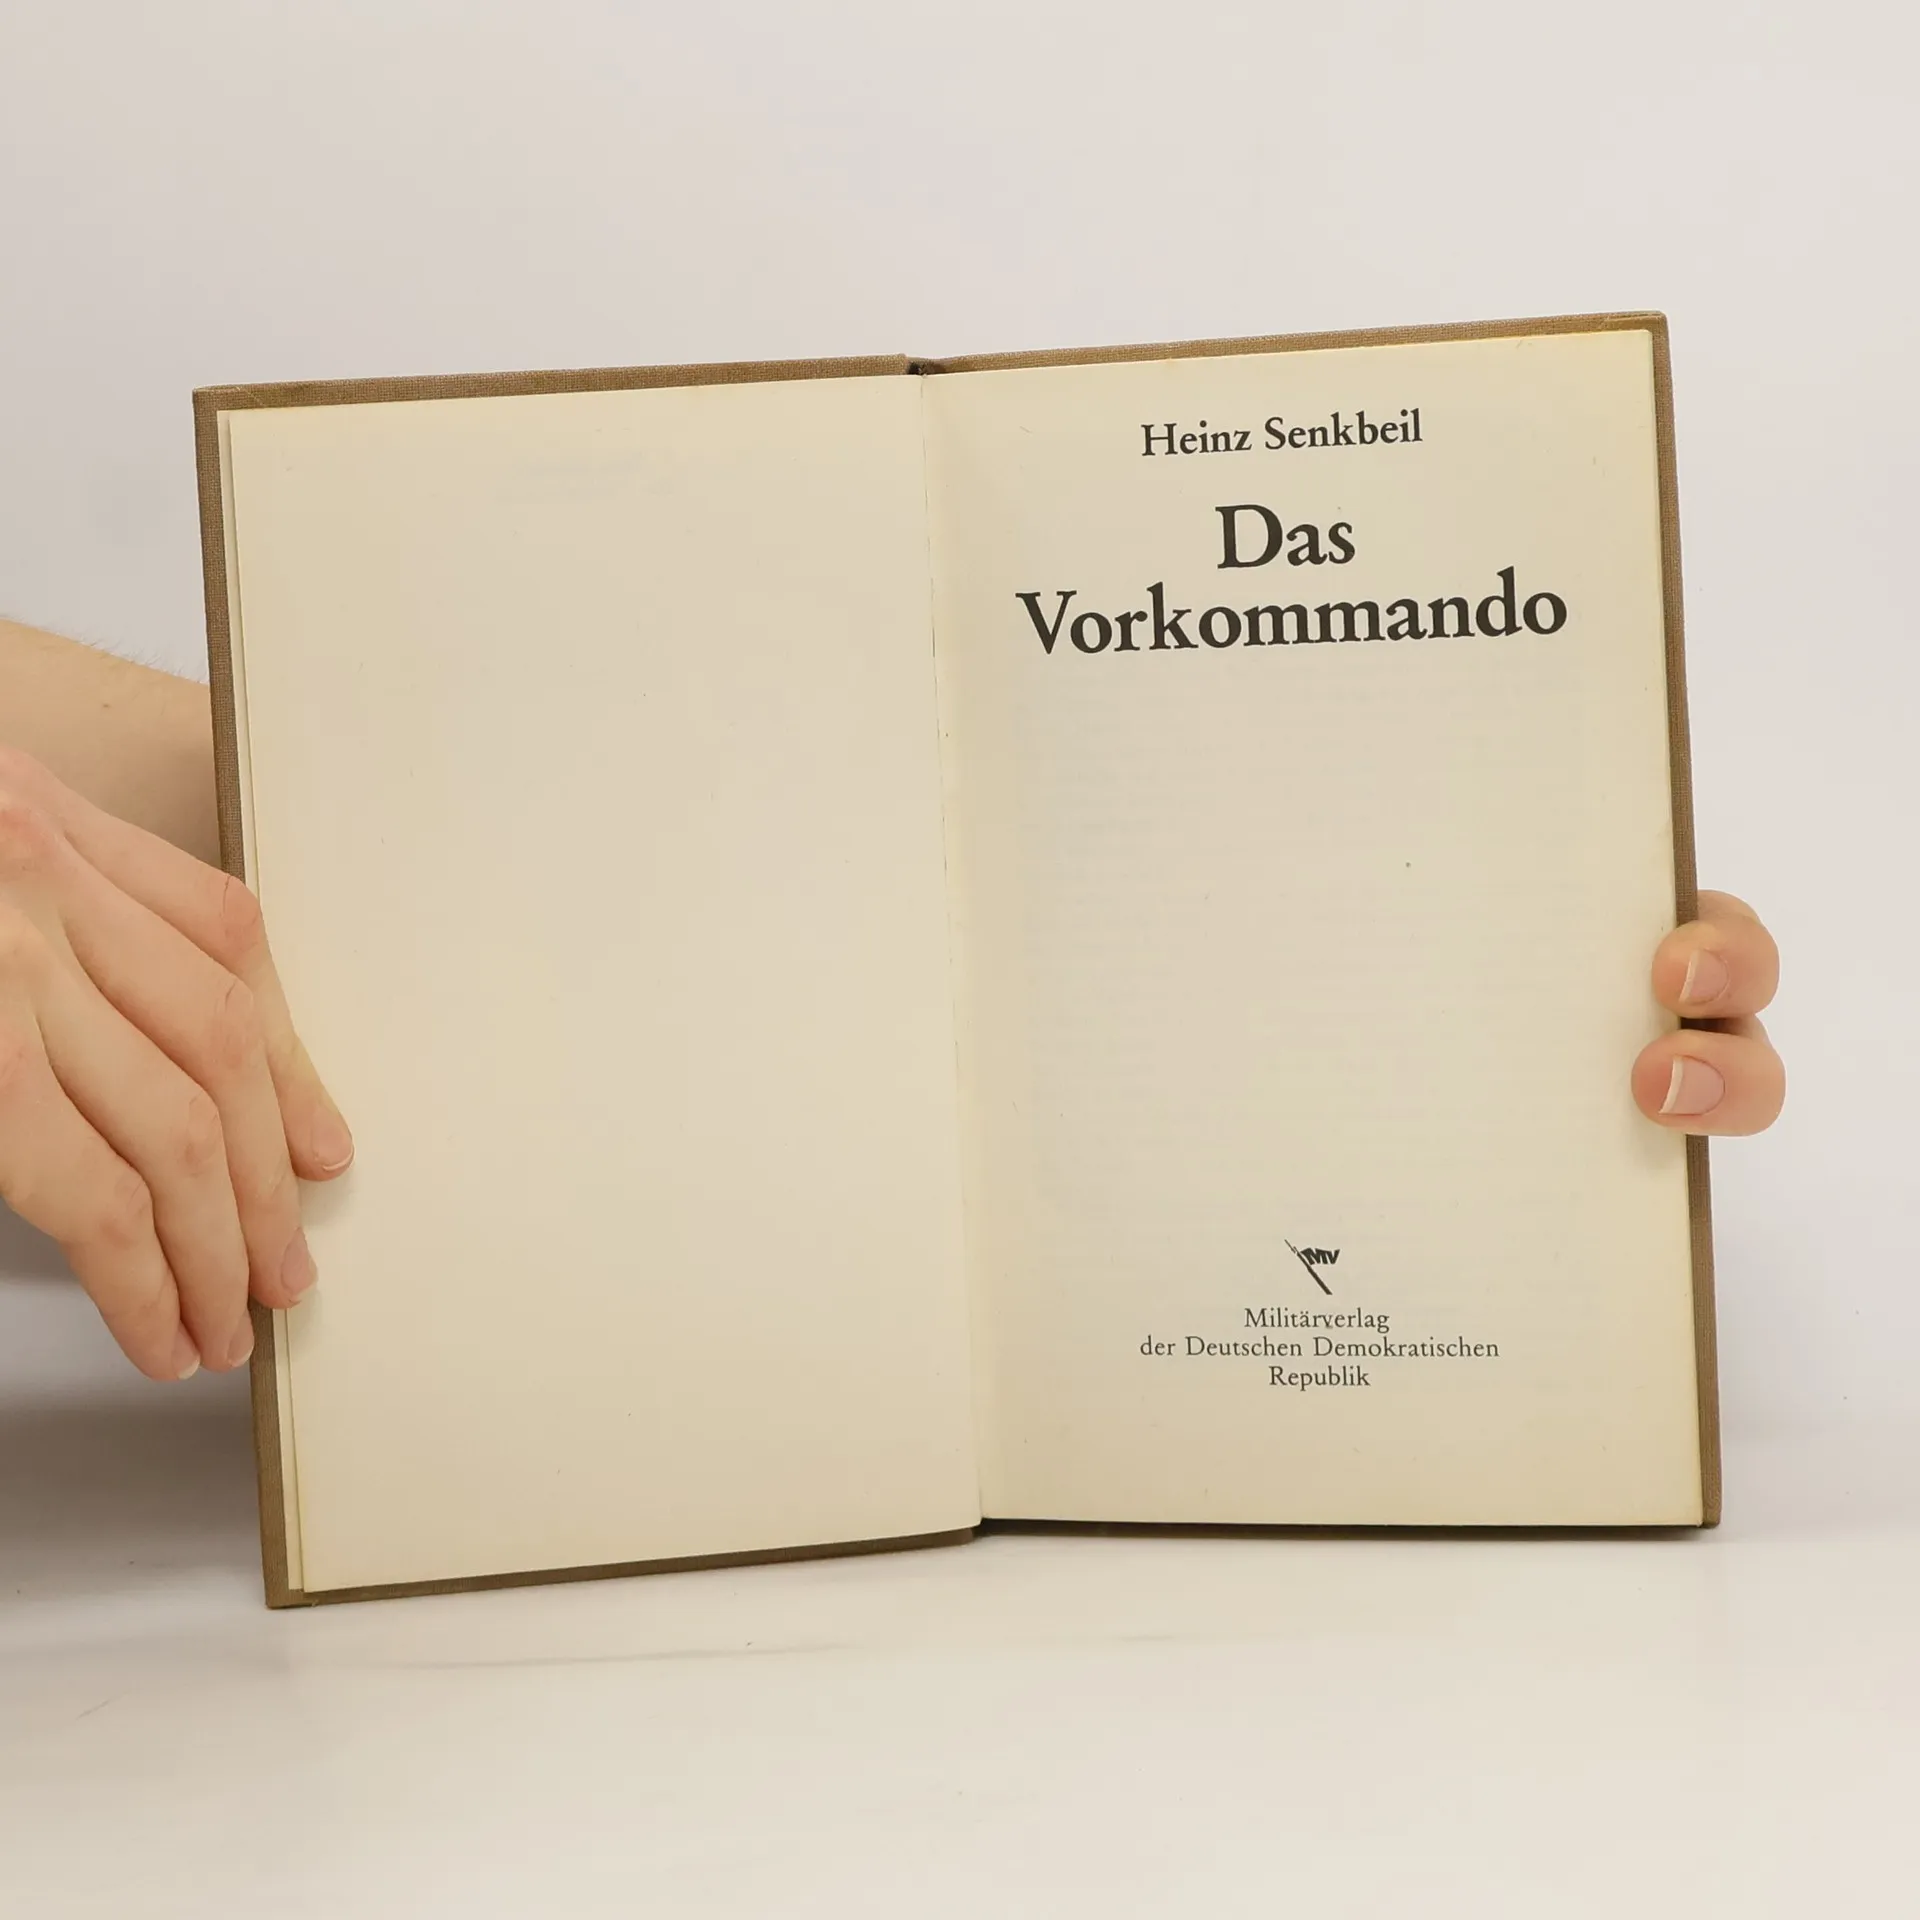 Heinz Senkbeil
Das
Vorkommando
MV
Militärverlag
der Deutschen Demokratischen
Republik